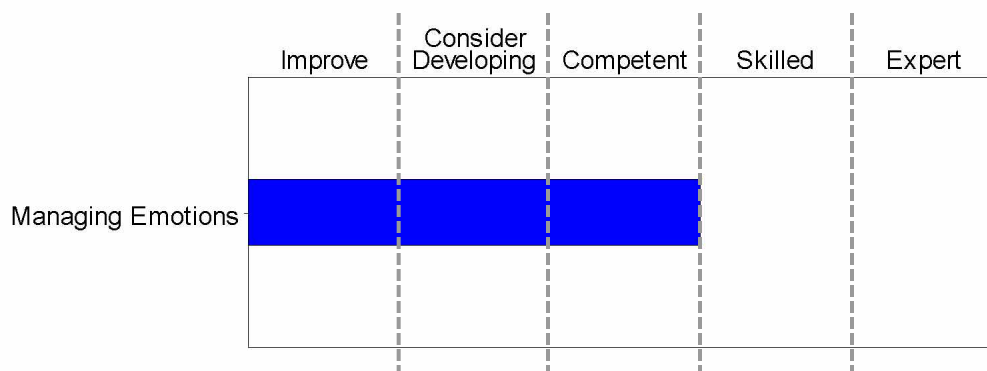 Improve
Consider
Developing
Competent
Skilled
Expert
Managing Emotions